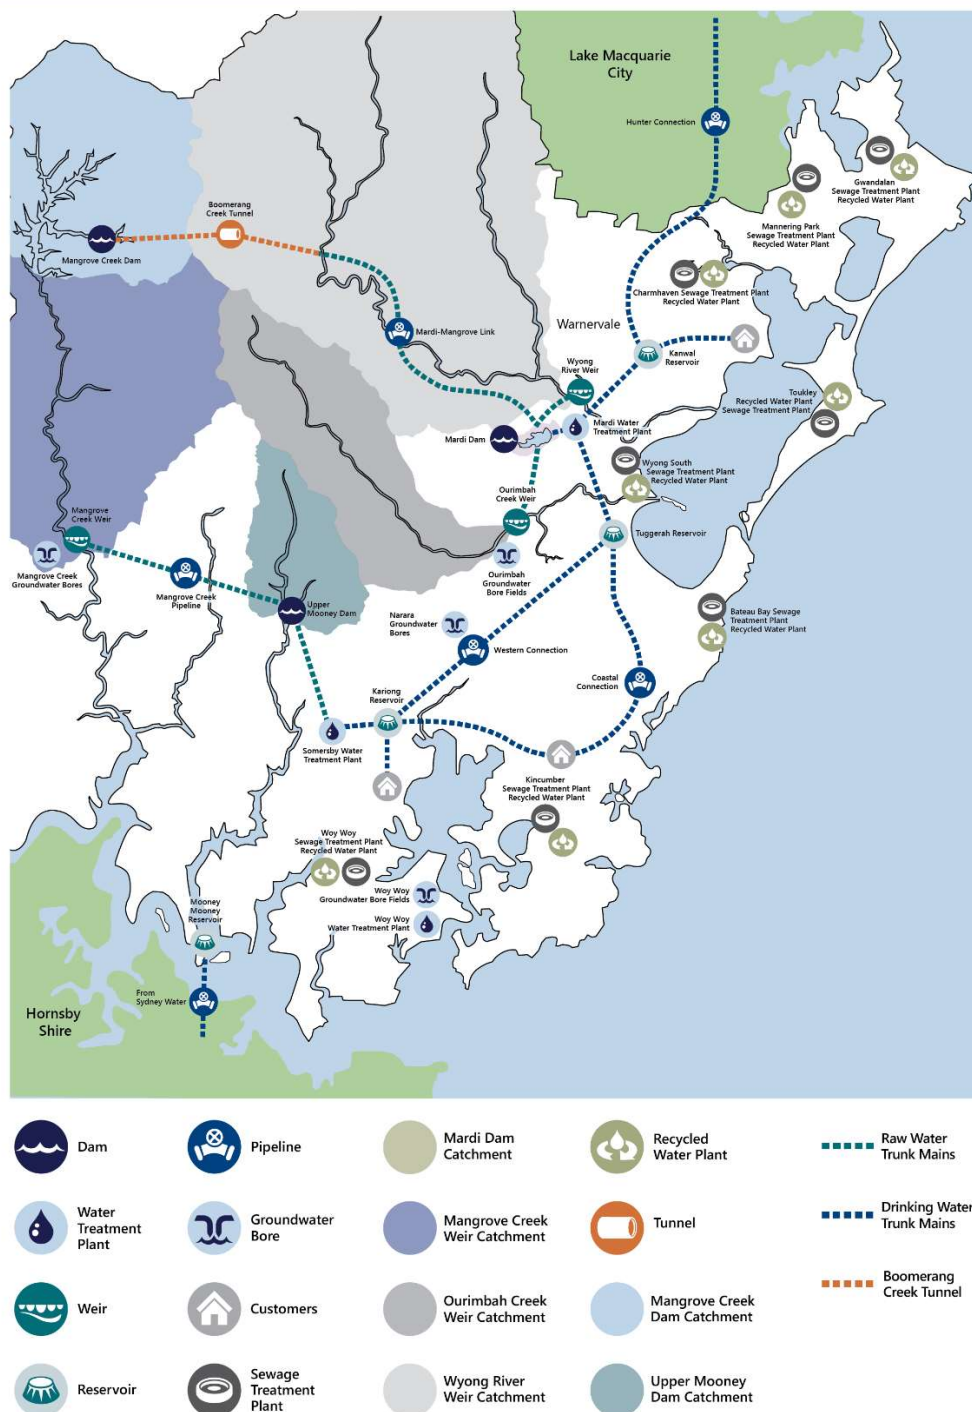 Lake Macquarie
City
Hunter Connection
Gwandalan
Sewage Treatment Plant
Recycled Water Plant
Mannering Park
Sewage Treatment Plant
Recycled Water Plant
Boomerang
Creek Tunnel
Mangrove Creek Dam
Charmhaven Sewage Treatment Plant
Recycled Water Plant
Mardi-Mangrove Link
Warnervale
Kanwal
Reservoir
Wyong
River Weir
Toukley
Recycled Water Plant
Sewage Treatment Plant
Mardi Dam
Mardi Water
Treatment Plant
Wyong South
Sewage Treatment Plant
Recycled Water Plant
Ourimbah
Creek Weir
Mangrove
Creek Weir
Tuggerah Reservoir
Mangrove Creek
Groundwater Bores
Mangrove Creek
Pipeline
Ourimbah
Groundwater
Bore Fields
Upper
Mooney Dam
Narara
Groundwater
Bores
Bateau Bay Sewage
Treatment Plant
Recycled Water Plant
Western Connection
Coastal
Connection
Kariong
Reservoir
Somersby Water
Treatment Plant
Kincumber
Sewage Treatment Plant
Recycled Water Plant
Woy Woy
Sewage Treatment Plant
Recycled Water Plant
Woy Woy
Groundwater Bore Fields
Woy Woy
Water Treatment Plant
Mooney
Mooney
Reservoir
From
Sydney Water
Hornsby
Shire
Dam
Pipeline
Mardi Dam
Catchment
Recycled
Water Plant
Raw Water
Trunk Mains
Water
Treatment
Plant
Groundwater
Bore
Mangrove Creek
Weir Catchment
Tunnel
Drinking Water
Trunk Mains
Weir
Customers
Ourimbah Creek
Weir Catchment
Mangrove Creek
Dam Catchment
Boomerang
Creek Tunnel
Reservoir
Sewage
Treatment
Plant
Wyong River
Weir Catchment
Upper Mooney
Dam Catchment